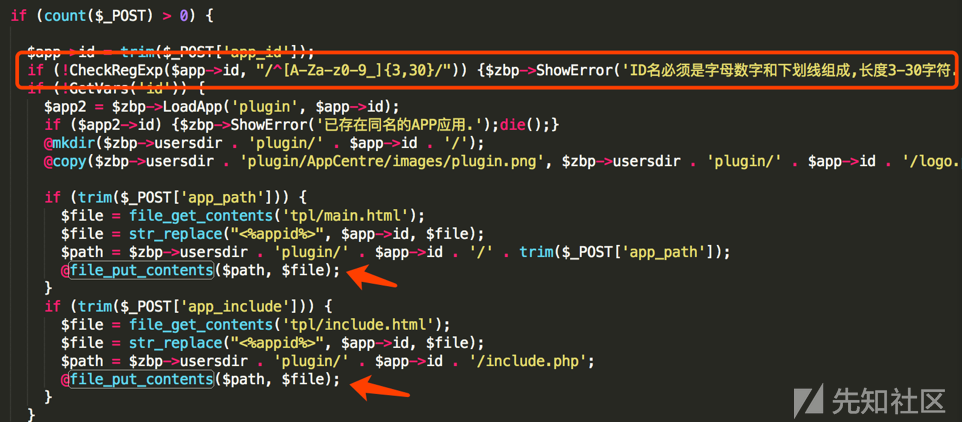 if (count($_POST) > 0) {
$app->id = trim($_POST['app_id']);
if (!CheckRegExp($app->id, "/^[A-Za-z0-9_]{3,30}/")) {$zbp->ShowError('ID名必须是字母数字和下划线组成,长度3-30字符.
if (!GetVars('id')) {
$app2 = $zbp->LoadApp('plugin', $app->id);
if ($app2->id) {$zbp->ShowError('已存在同名的APP应用.');die();}
@mkdir($zbp->usersdir . 'plugin/' . $app->id . '/');
@copy($zbp->usersdir . 'plugin/AppCentre/images/plugin.png', $zbp->usersdir . 'plugin/' . $app->id . '/logo.
if (trim($_POST['app_path'])) {
$file = file_get_contents('tpl/main.html');
$file = str_replace("<%appid%>", $app->id, $file);
$path = $zbp->usersdir . 'plugin/' . $app->id . '/' . trim($_POST['app_path']);
@file_put_contents($path, $file);
}
if (trim($_POST['app_include'])) {
$file = file_get_contents('tpl/include.html');
$file = str_replace("<%appid%>", $app->id, $file);
$path = $zbp->usersdir . 'plugin/' . $app->id . '/include.php';
@file_put_contents($path, $file);
}
}
先知社区